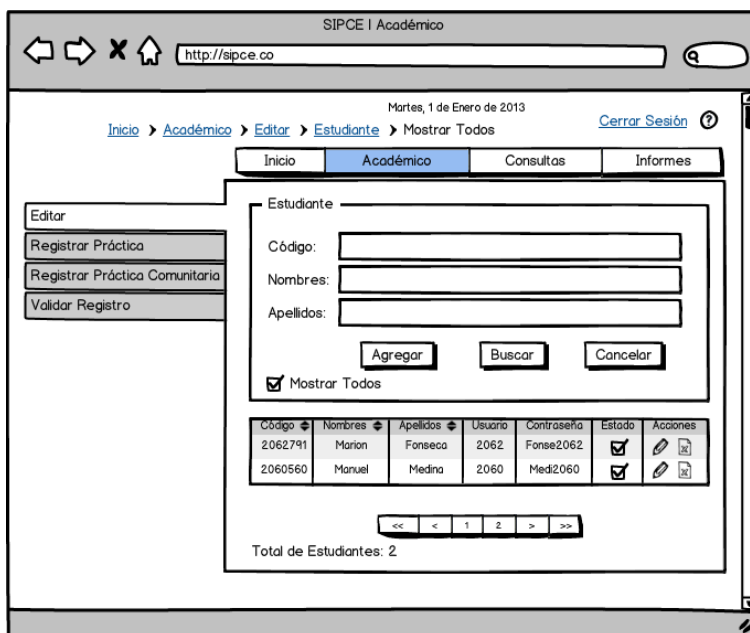 SIPCE | Académico
http://sipce.co
Martes, 1 de Enero de 2013
Inicio > Académico > Editar > Estudiante > Mostrar Todos
Cerrar Sesión ?
Inicio Académico Consultas Informes
Editar
Registrar Práctica
Registrar Práctica Comunitaria
Validar Registro
Estudiante
Código:
Nombres:
Apellidos:
Agregar Buscar Cancelar
Mostrar Todos
Código Nombres Apellidos Usuario Contraseña Estado Acciones
2062791 Marion Fonseca 2062 Fonse2062
2060560 Manuel Medina 2060 Medi2060
<< < 1 2 > >>
Total de Estudiantes: 2